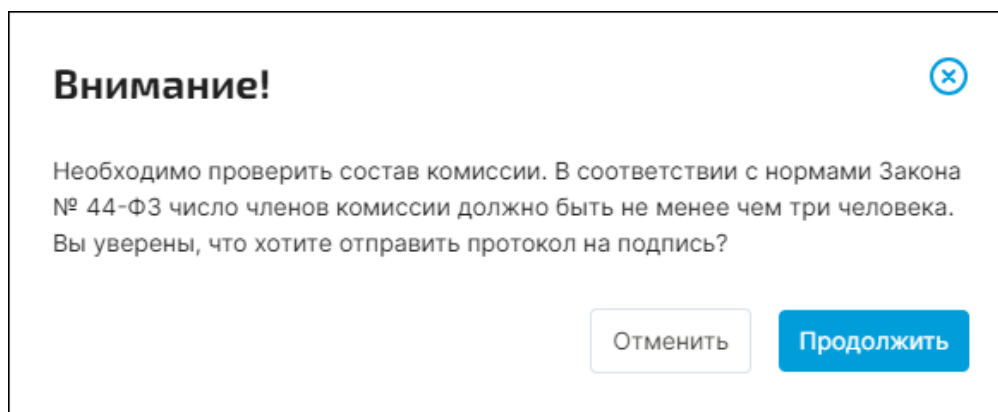 Внимание!
Необходимо проверить состав комиссии. В соответствии с нормами Закона
№ 44-ФЗ число членов комиссии должно быть не менее чем три человека.
Вы уверены, что хотите отправить протокол на подпись?
Отменить
Продолжить